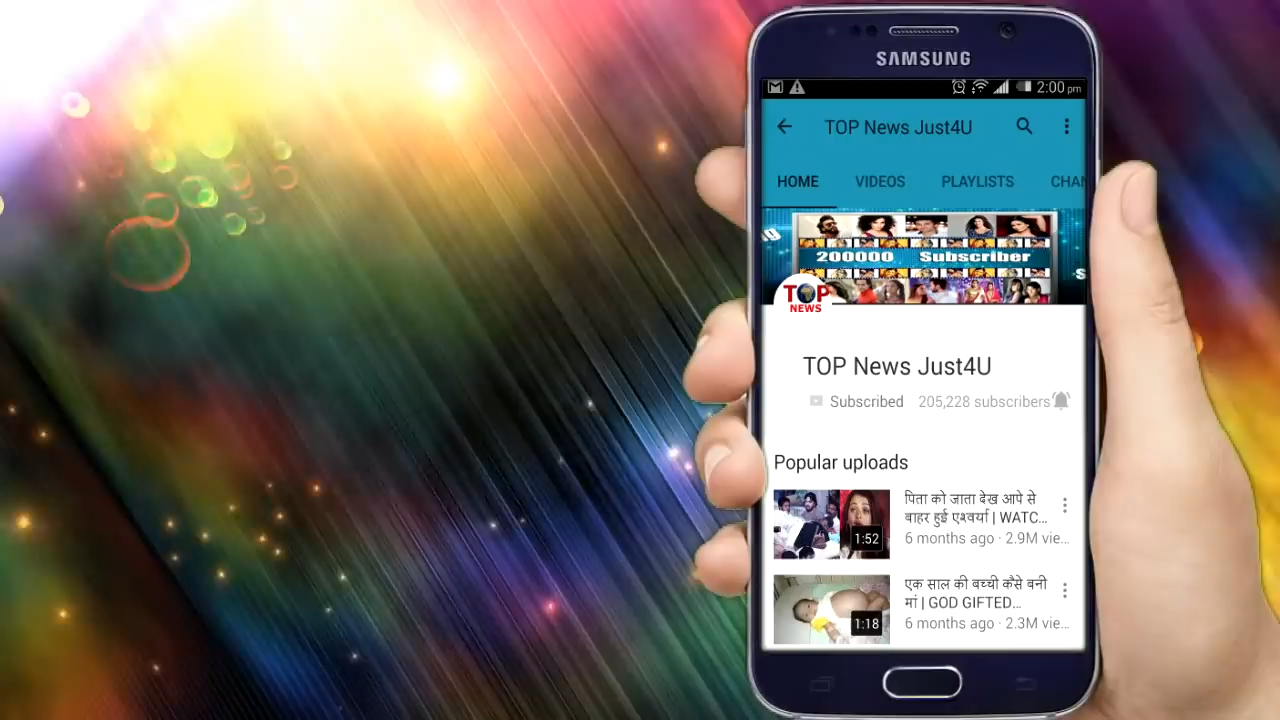 SAMSUNG
2:00 pm
TOP News Just4U
HOME VIDEOS PLAYLISTS CHAN
200000 Subscriber
TOP
NEWS
TOP News Just4U
Subscribed 205,228 subscribers
Popular uploads
पिता को जाता देख आपे से
बाहर हुई एश्वर्या | WATC...
1:52
6 months ago · 2.9M vie...
एक साल की बच्ची कैसे बनी
मां | GOD GIFTED...
1:18
6 months ago · 2.3M vie...